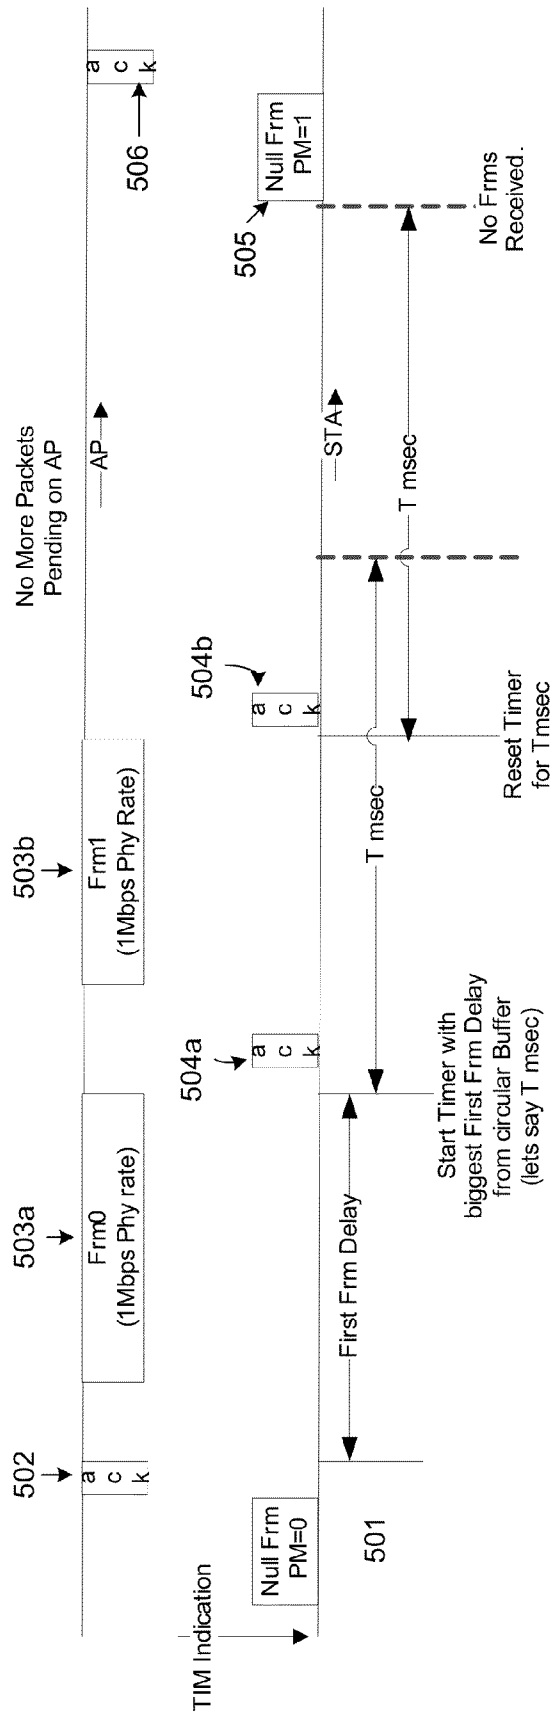 502
503a
503b
No More Packets
Pending on AP
506
a
c
k
Frm0
(1Mbps Phy rate)
Frm1
(1Mbps Phy Rate)
AP
a
c
k
TIM Indication
Null Frm
PM=0
504a
a
c
k
504b
a
c
k
505
Null Frm
PM=1
501
First Frm Delay
STA
T msec
T msec
Start Timer with
biggest First Frm Delay
from circular Buffer
(lets say T msec)
Reset Timer
for Tmsec
No Frms
Received.